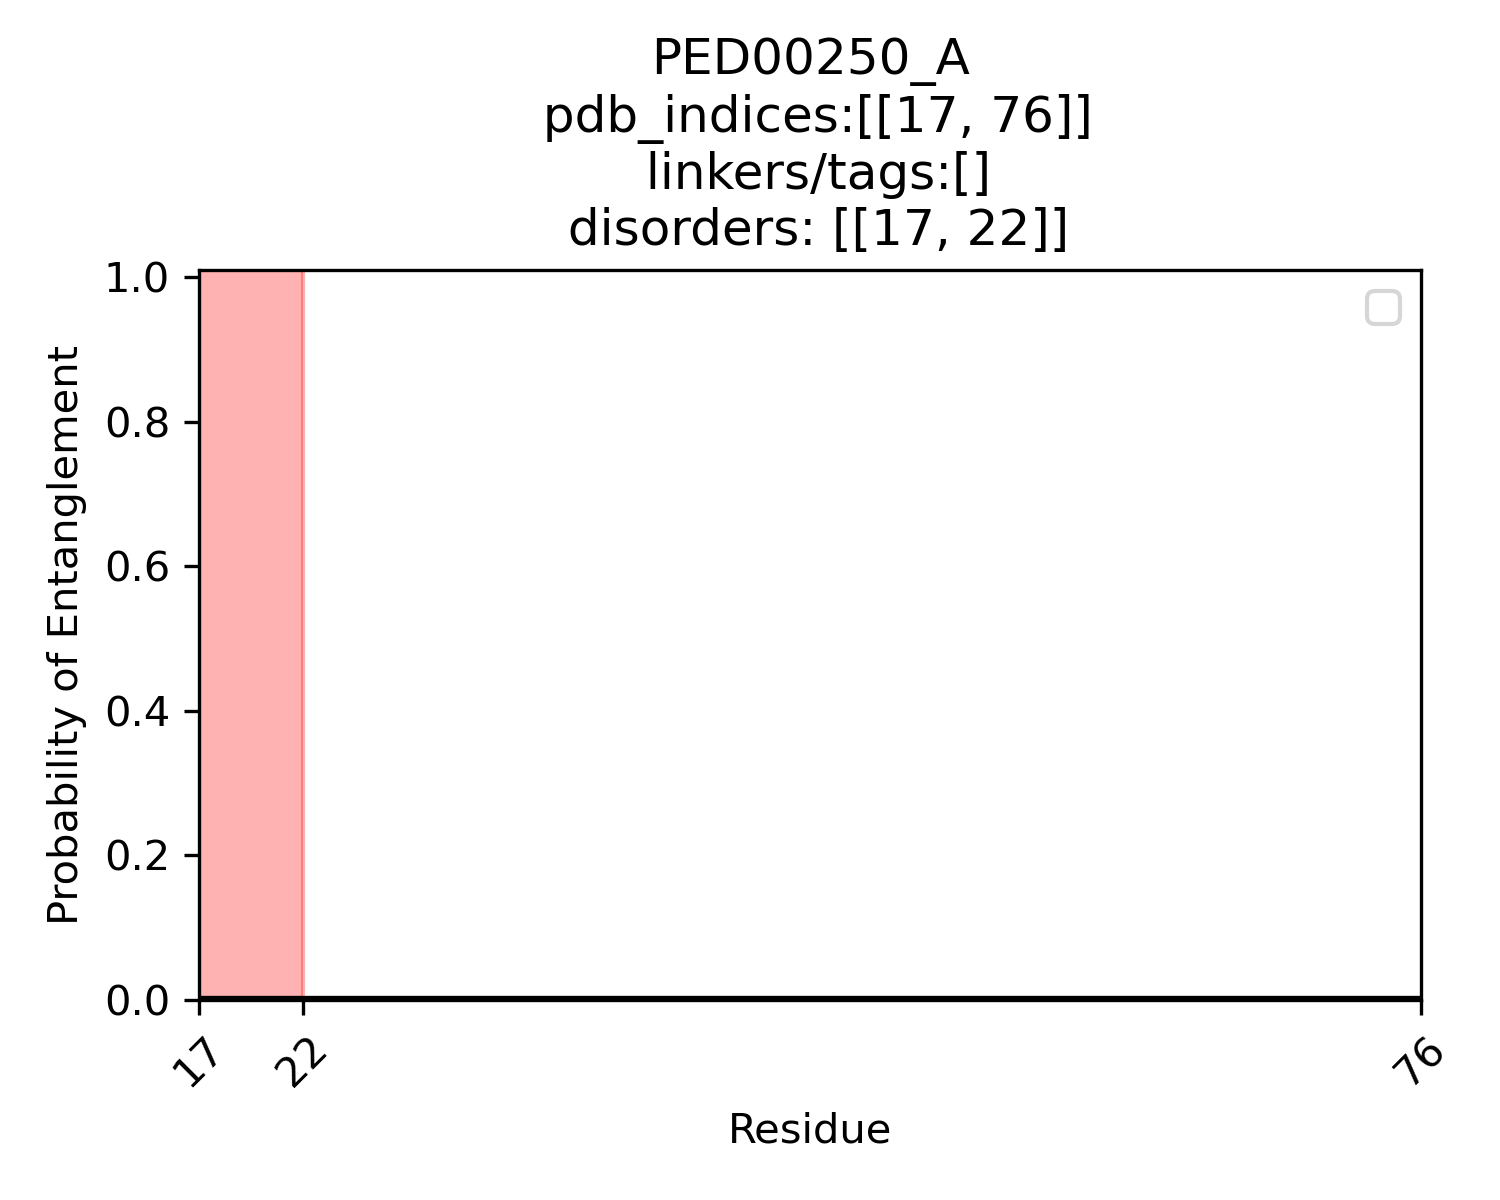 PED00250_A
pdb_indices:[[17, 76]]
linkers/tags:[]
disorders: [[17, 22]]
1.0
0.8
0.6
0.4
0.2
0.0
Probability of Entanglement
17
22
76
Residue